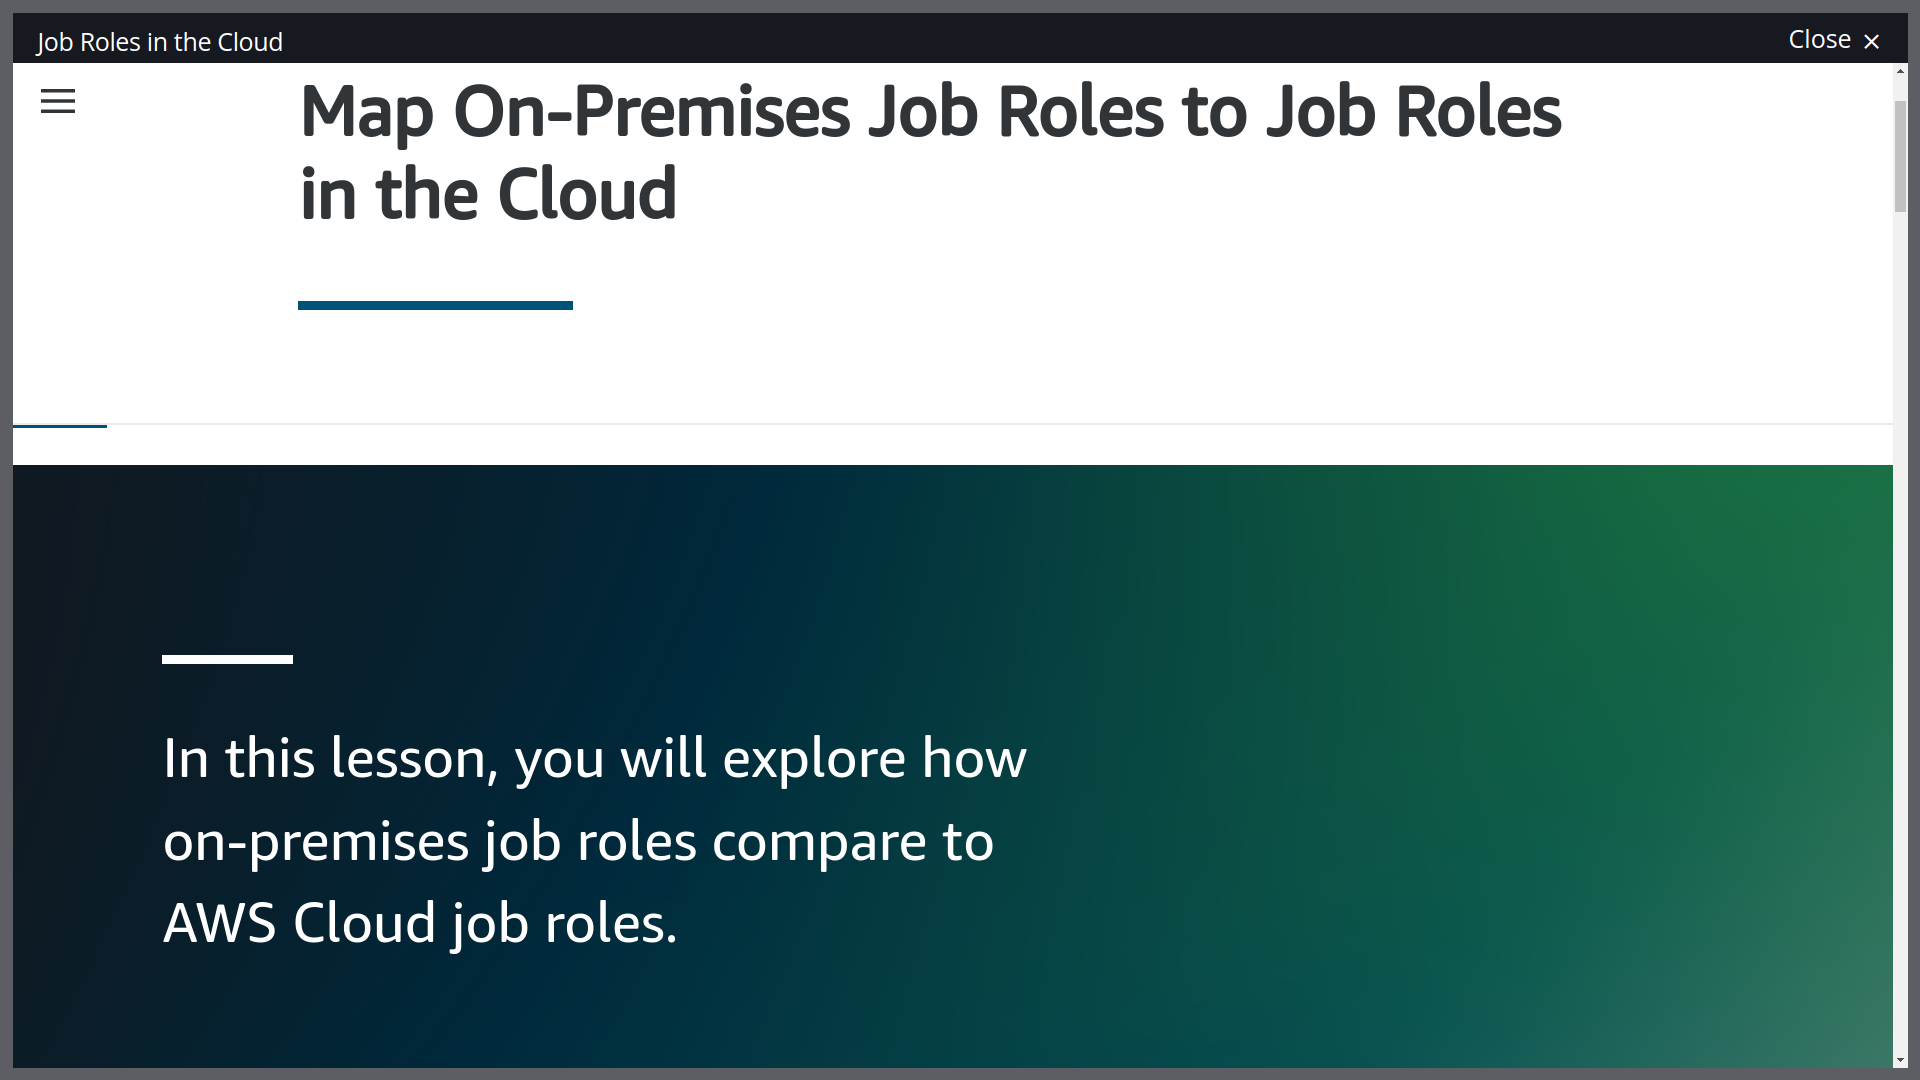 Job Roles in the Cloud
Close ×
Map On-Premises Job Roles to Job Roles
in the Cloud
In this lesson, you will explore how
on-premises job roles compare to
AWS Cloud job roles.